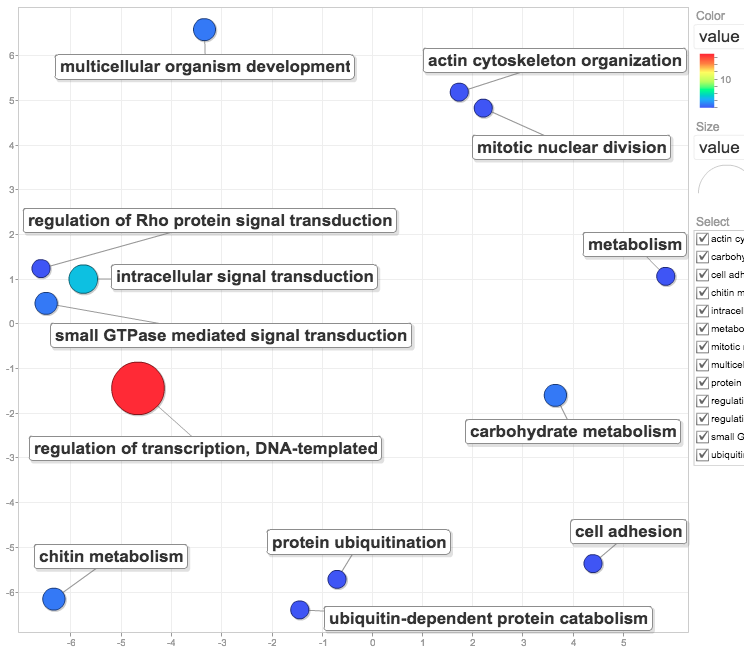 Color
value
10
Size
value
Select
actin cy
carbohy
cell adh
chitin m
intracel
metabo
mitotic
multicel
protein
regulati
regulati
small G
ubiquiti
multicellular organism development
actin cytoskeleton organization
mitotic nuclear division
regulation of Rho protein signal transduction
metabolism
intracellular signal transduction
small GTPase mediated signal transduction
carbohydrate metabolism
regulation of transcription, DNA-templated
cell adhesion
protein ubiquitination
chitin metabolism
ubiquitin-dependent protein catabolism
6
5
4
3
2
1
0
-1
-2
-3
-4
-5
-6
-6 -5 -4 -3 -2 -1 0 1 2 3 4 5